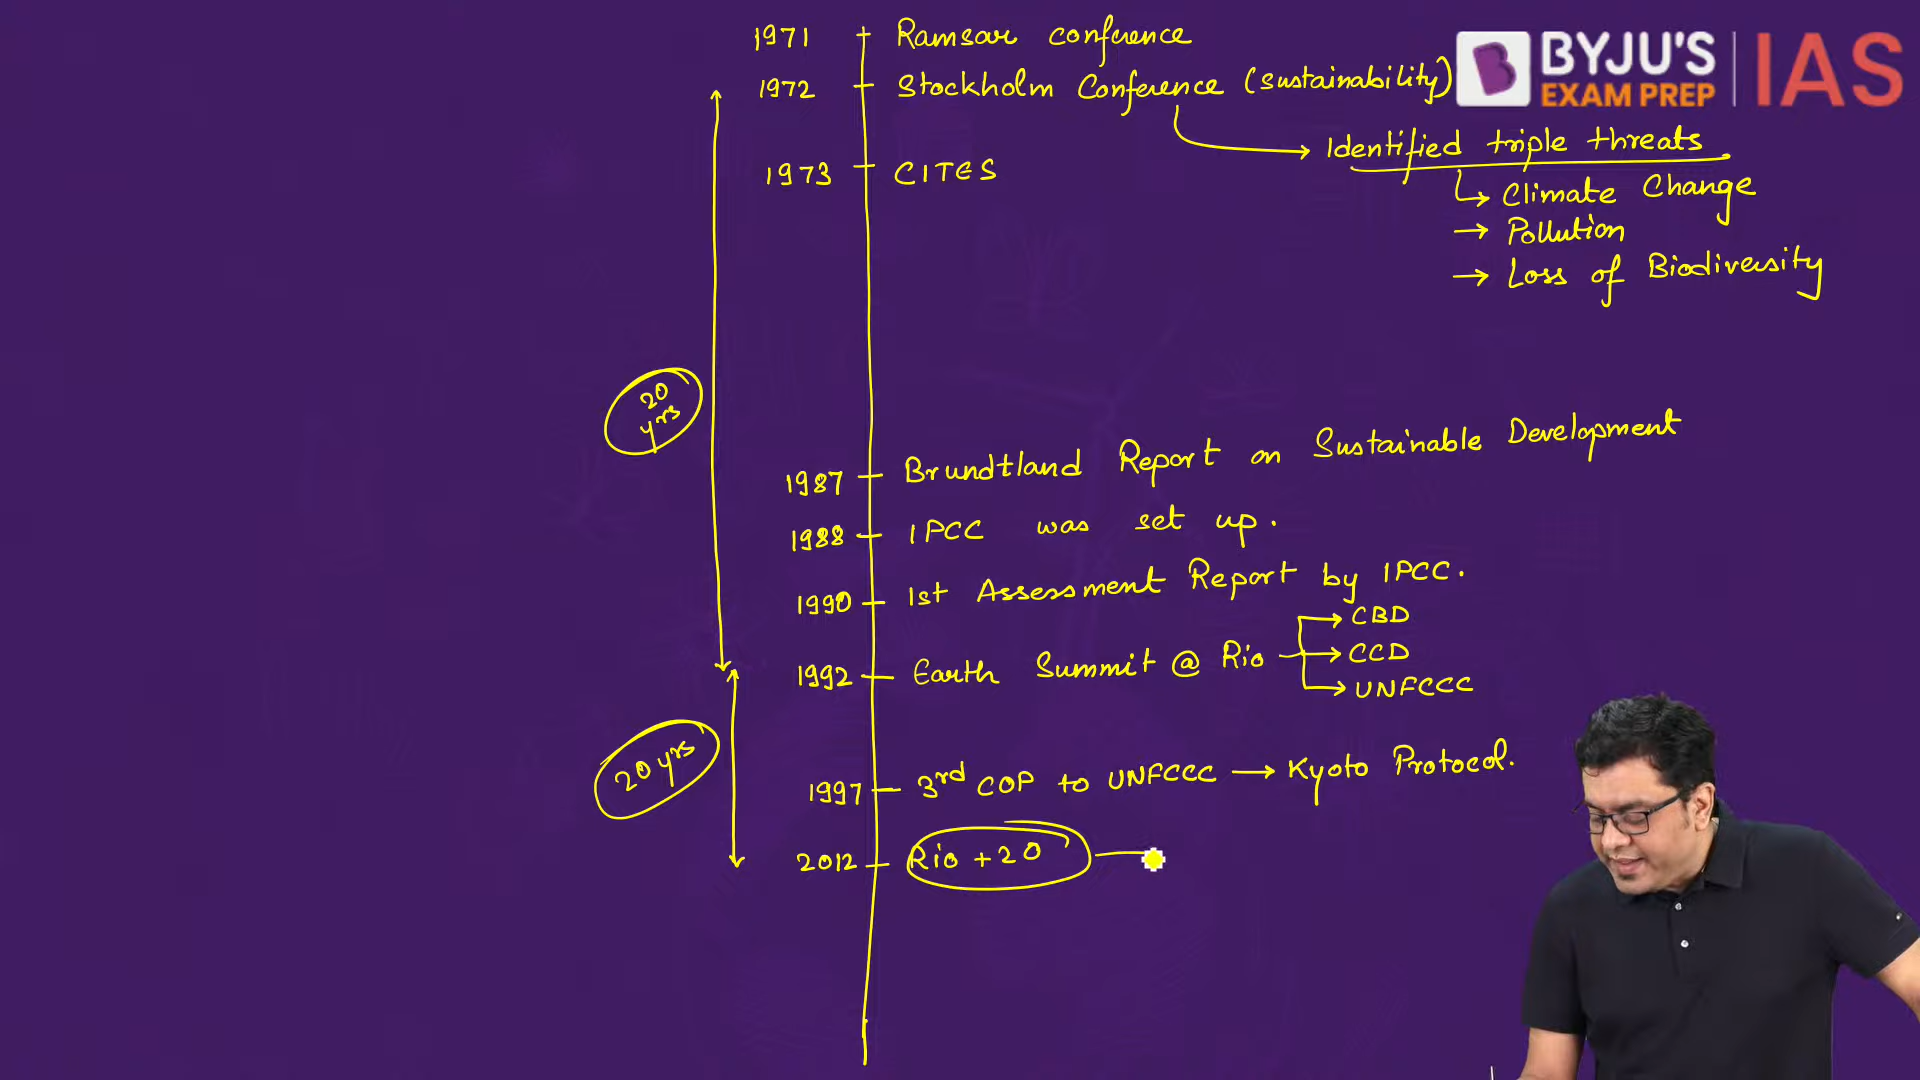 1971 Ramsar conference
1972 Stockholm Conference (sustainability)
BYJU'S
EXAM PREP
IAS
Identified triple threats
1973 CITES
Climate Change
Pollution
Loss of Biodiversity
20
yrs
1987 Brundtland Report on Sustainable Development
1988 IPCC was set up.
1990 1st Assessment Report by IPCC.
CBD
1992 Earth Summit @ Rio CCD
UNFCCC
20 yrs
1997 3rd COP to UNFCCC → Kyoto Protocol.
2012 Rio +20